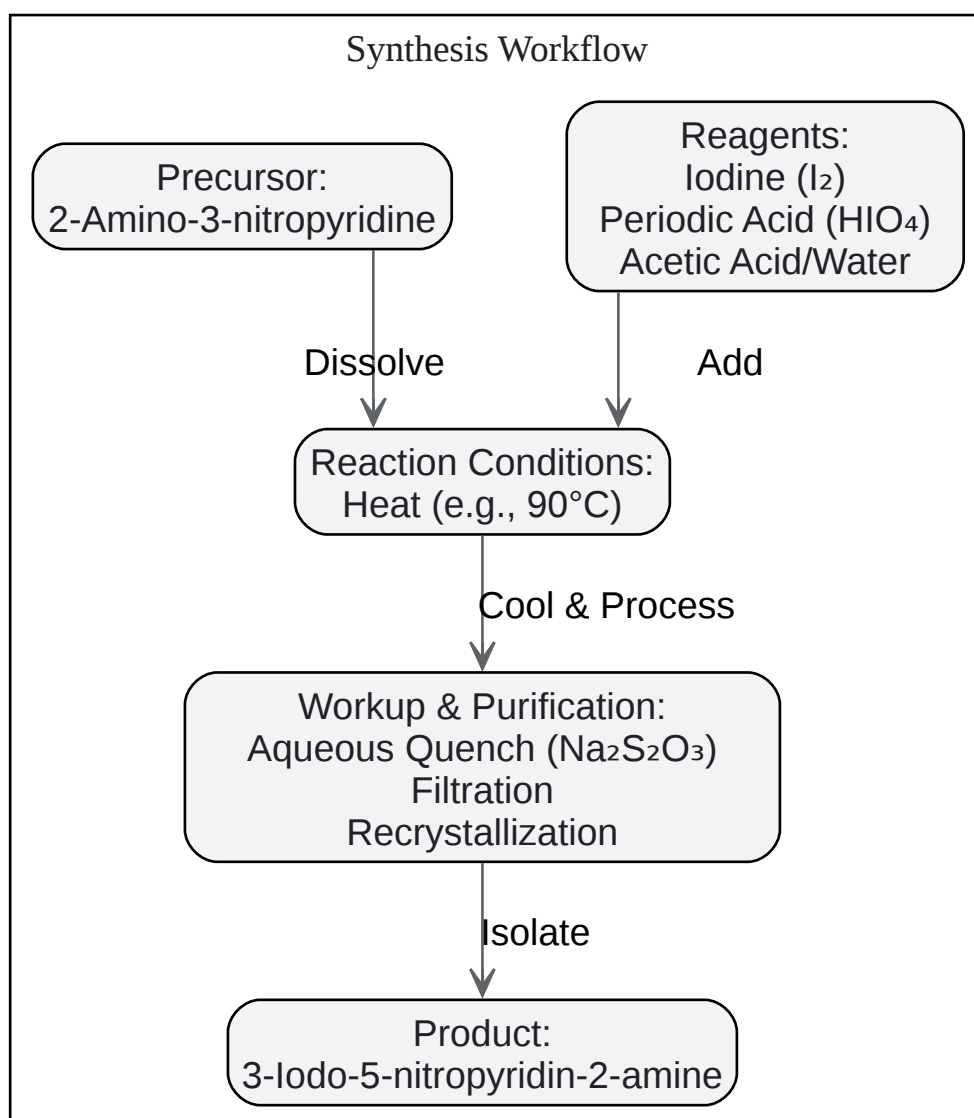 Synthesis Workflow
Precursor:
2-Amino-3-nitropyridine
Reagents:
Iodine (I₂)
Periodic Acid (HIO₄)
Acetic Acid/Water
Dissolve
Add
Reaction Conditions:
Heat (e.g., 90°C)
Cool & Process
Workup & Purification:
Aqueous Quench (Na₂S₂O₃)
Filtration
Recrystallization
Isolate
Product:
3-Iodo-5-nitropyridin-2-amine